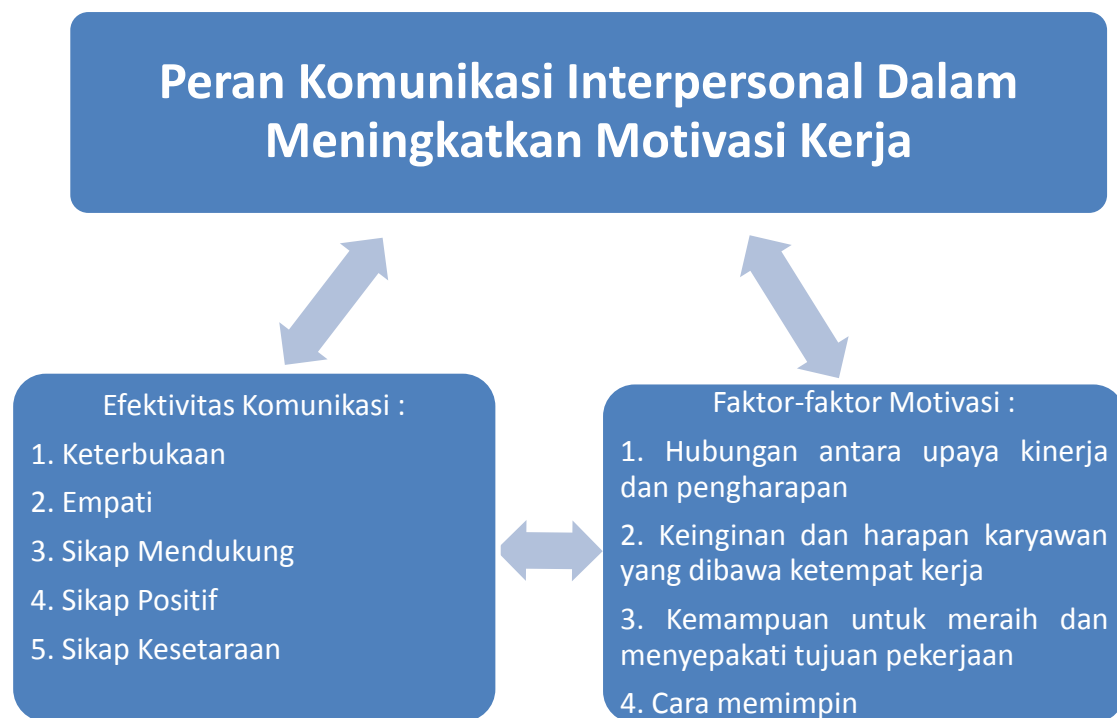 Peran Komunikasi Interpersonal Dalam
Meningkatkan Motivasi Kerja
Efektivitas Komunikasi :
1. Keterbukaan
2. Empati
3. Sikap Mendukung
4. Sikap Positif
5. Sikap Kesetaraan
Faktor-faktor Motivasi :
1. Hubungan antara upaya kinerja
dan pengharapan
2. Keinginan dan harapan karyawan
yang dibawa ketempat kerja
3. Kemampuan untuk meraih dan
menyepakati tujuan pekerjaan
4. Cara memimpin